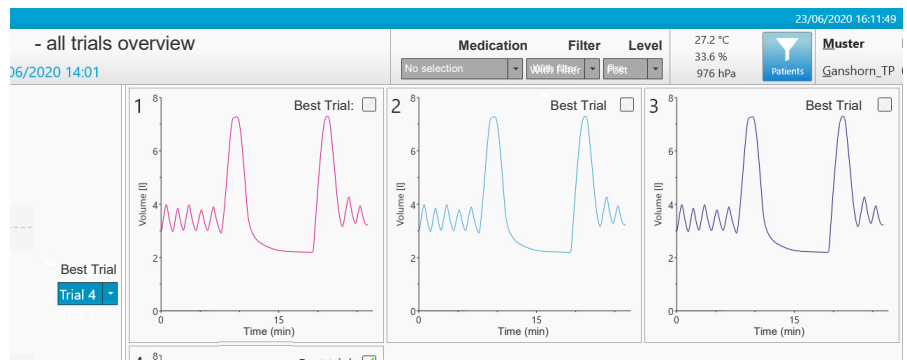 23/06/2020 16:11:49
- all trials overview
06/2020 14:01
Medication
Filter
Level
No selection
27.2 °C
33.6 %
976 hPa
Patients
Muster
Ganshorn_TP
1
Best Trial:
8
6
4
2
0
Volume [l]
0
15
Time (min)
2
Best Trial
8
6
4
2
0
Volume [l]
0
15
Time (min)
3
Best Trial
8
6
4
2
0
Volume [l]
0
15
Time (min)
Best Trial
Trial 4
4
8